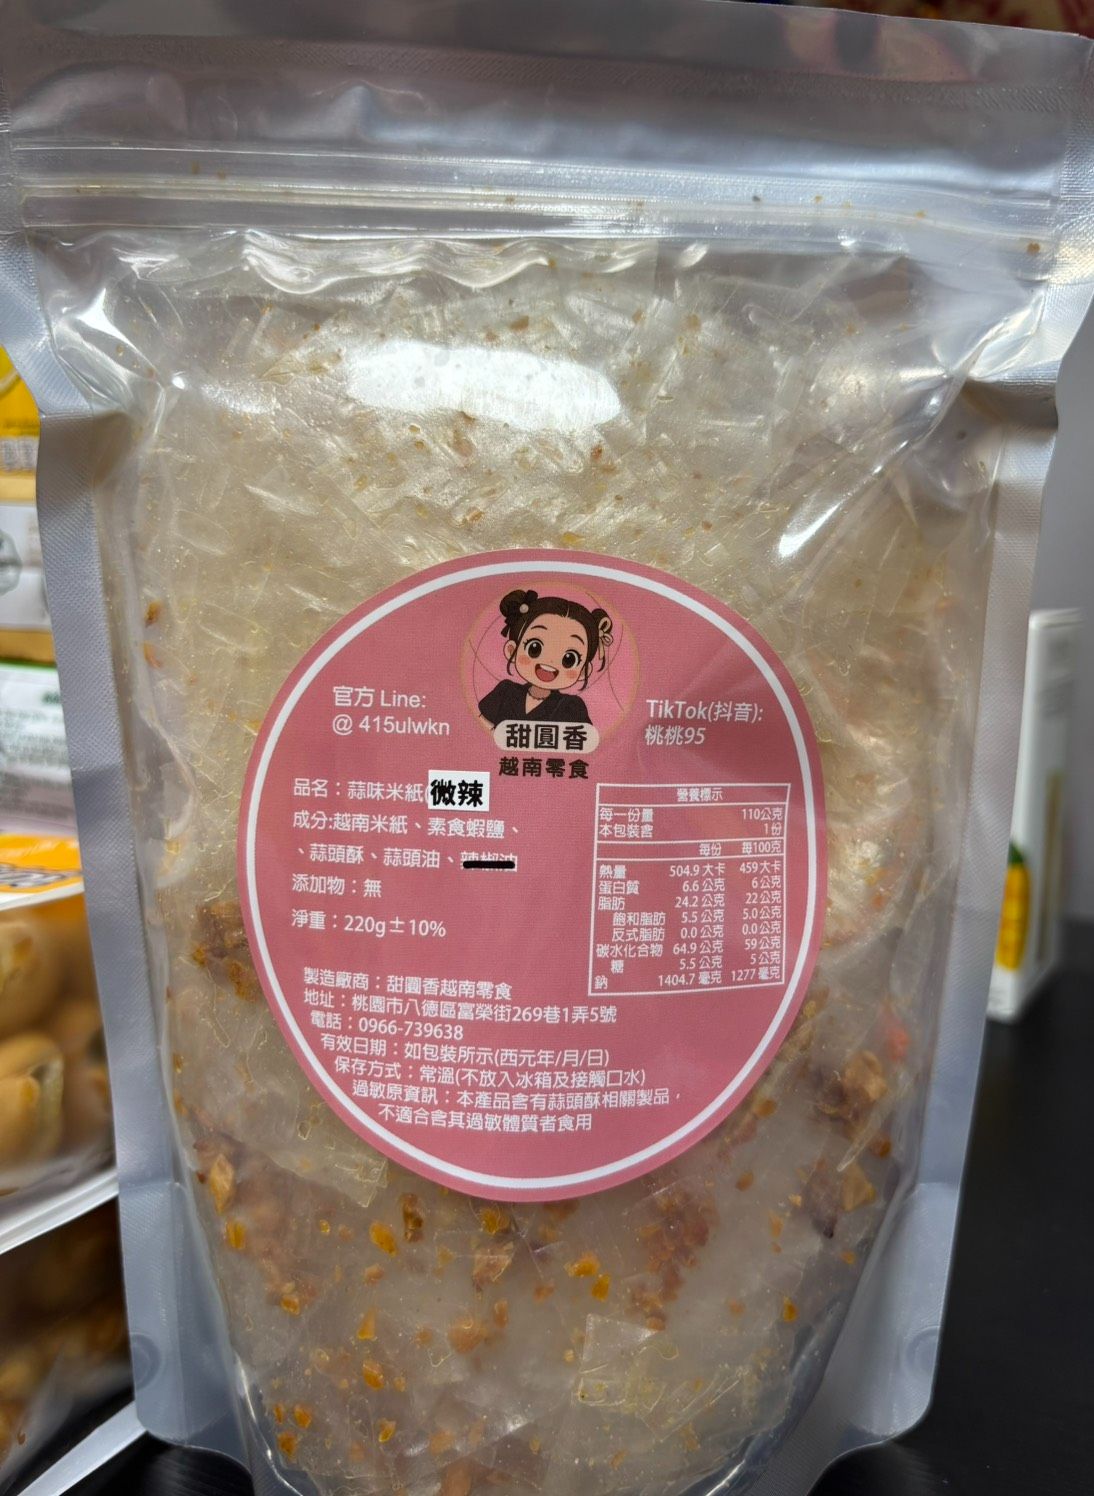 官方 Line:
@ 415ulwkn
TikTok(抖音):
桃桃95
甜圓香
越南零食
品名：蒜味米紙(微辣
成分:越南米紙、素食蝦鹽、
、蒜頭酥、蒜頭油、
添加物：無
淨重：220g±10%
營養標示
每一份量 110公克
本包裝含 1份
每份 每100克
熱量 504.9 大卡 459 大卡
蛋白質 6.6 公克 6 公克
脂肪 24.2 公克 22 公克
飽和脂肪 5.5 公克 5.0 公克
反式脂肪 0.0 公克 0.0 公克
碳水化合物 64.9 公克 59 公克
糖 5.5 公克 5 公克
鈉 1404.7 毫克 1277 毫克
製造廠商：甜圓香越南零食
地址：桃園市八德區富榮街269巷1弄5號
電話：0966-739638
有效日期：如包裝所示(西元年/月/日)
保存方式：常溫(不放入冰箱及接觸口水)
過敏原資訊：本產品含有蒜頭酥相關製品，
不適合含其過敏體質者食用